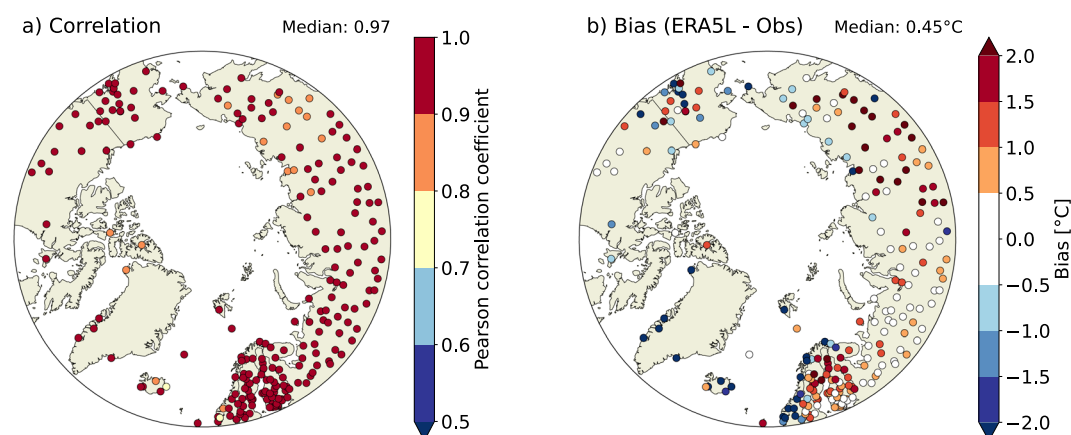 a) Correlation
Median: 0.97
1.0
0.9
0.8
0.7
0.6
0.5
Pearson correlation coefficient
b) Bias (ERA5L - Obs)
Median: 0.45°C
2.0
1.5
1.0
0.5
0.0
−0.5
−1.0
−1.5
−2.0
Bias [°C]